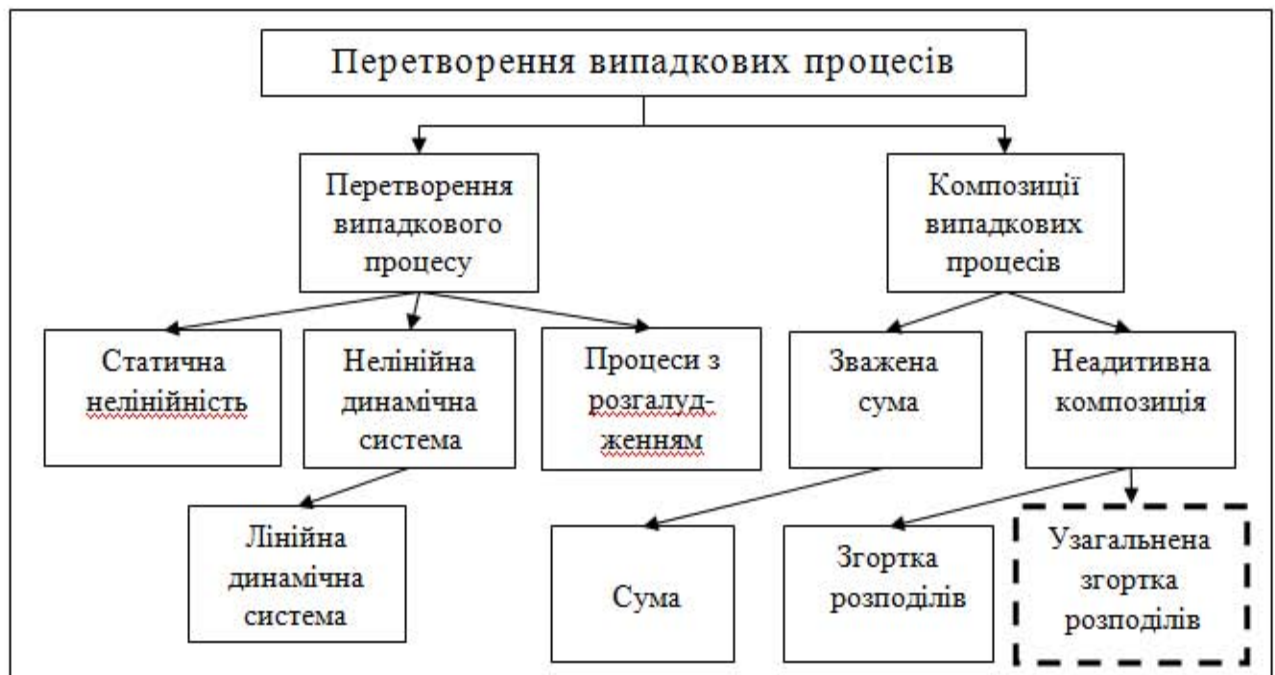 Перетворення випадкових процесів
Перетворення
випадкового
процесу
Композиції
випадкових
процесів
Статична
нелінійність
Нелінійна
динамічна
система
Процеси з
розгалуд-
женням
Зважена
сума
Неадитивна
композиція
Лінійна
динамічна
система
Сума
Згортка
розподілів
Узагальнена
згортка
розподілів